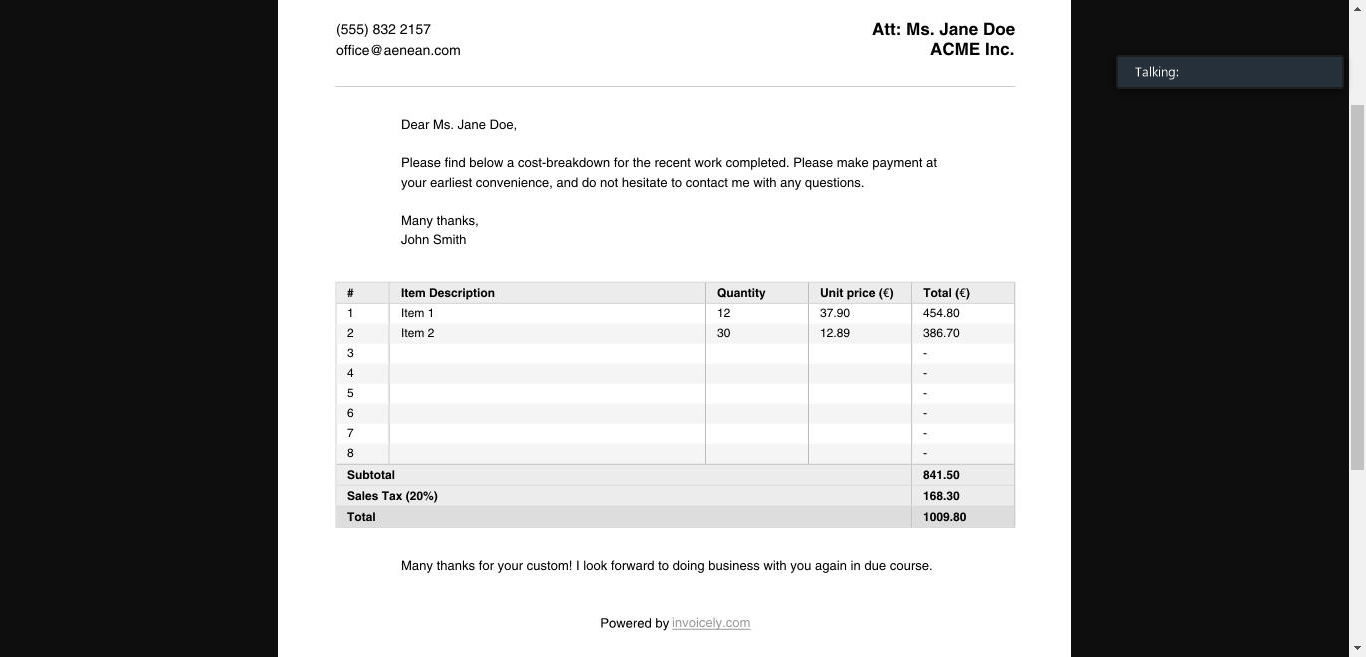 (555) 832 2157
office@aenean.com
Att: Ms. Jane Doe
ACME Inc.
Talking:
Dear Ms. Jane Doe,
Please find below a cost-breakdown for the recent work completed. Please make payment at
your earliest convenience, and do not hesitate to contact me with any questions.
Many thanks,
John Smith
# Item Description Quantity Unit price (€) Total (€)
1 Item 1 12 37.90 454.80
2 Item 2 30 12.89 386.70
3 -
4 -
5 -
6 -
7 -
8 -
Subtotal 841.50
Sales Tax (20%) 168.30
Total 1009.80
Many thanks for your custom! I look forward to doing business with you again in due course.
Powered by invoicely.com